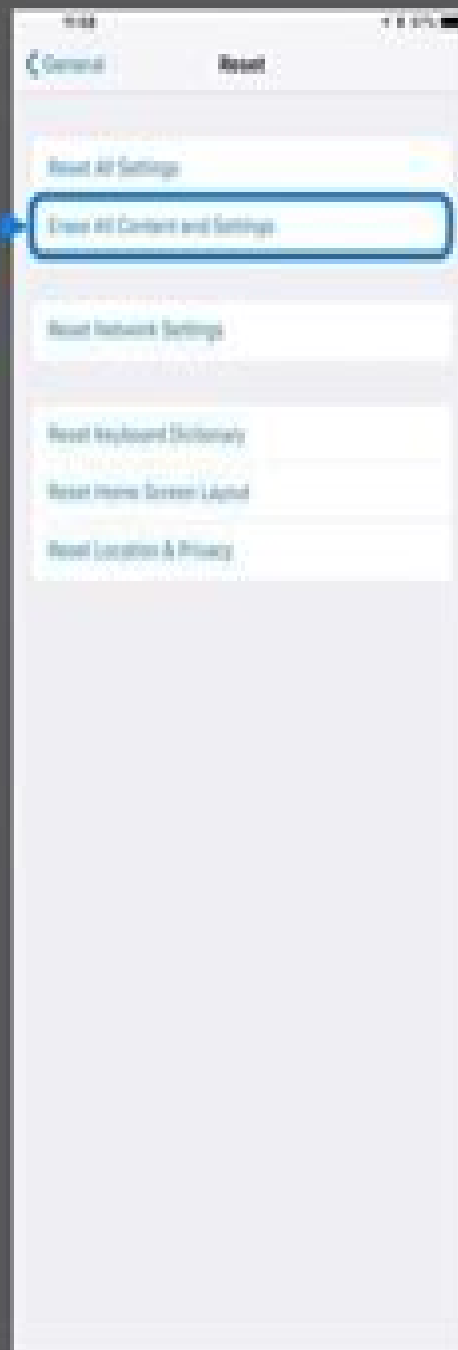 General
Reset
Reset All Settings
Erase All Content and Settings
Reset Network Settings
Reset Keyboard Dictionary
Reset Home Screen Layout
Reset Location & Privacy